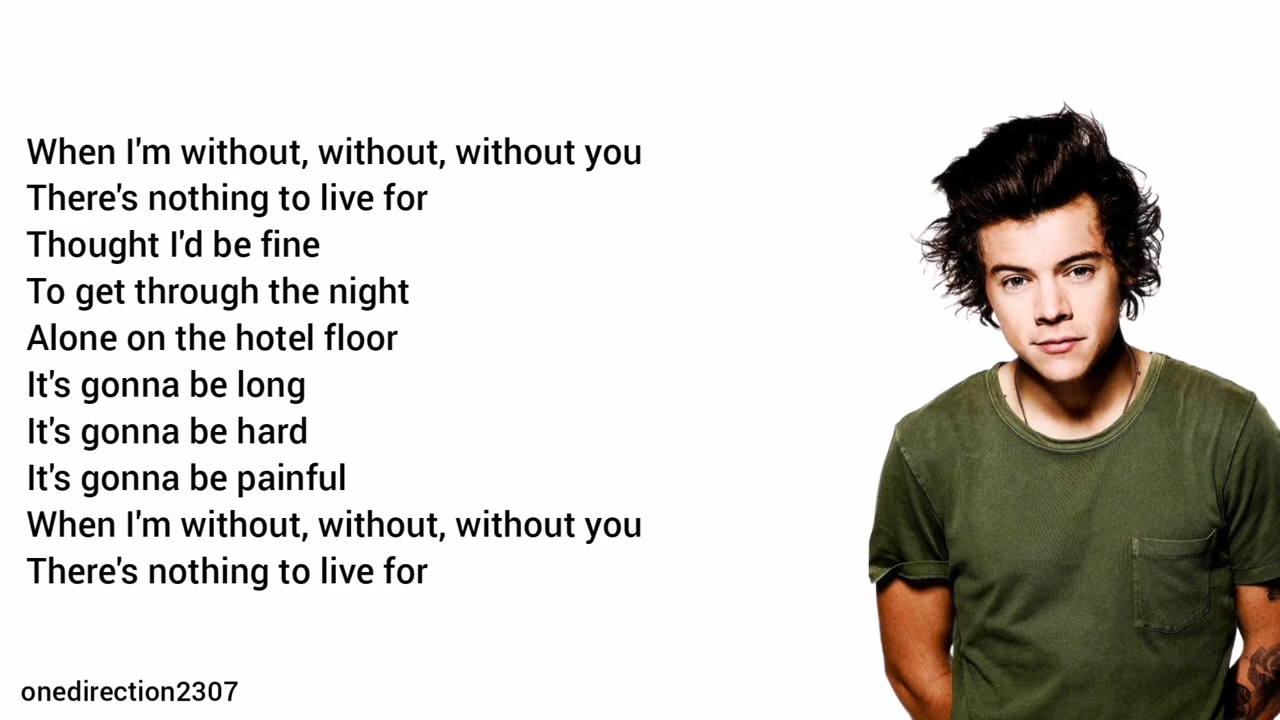 When I'm without, without, without you
There's nothing to live for
Thought I'd be fine
To get through the night
Alone on the hotel floor
It's gonna be long
It's gonna be hard
It's gonna be painful
When I'm without, without, without you
There's nothing to live for
onedirection2307